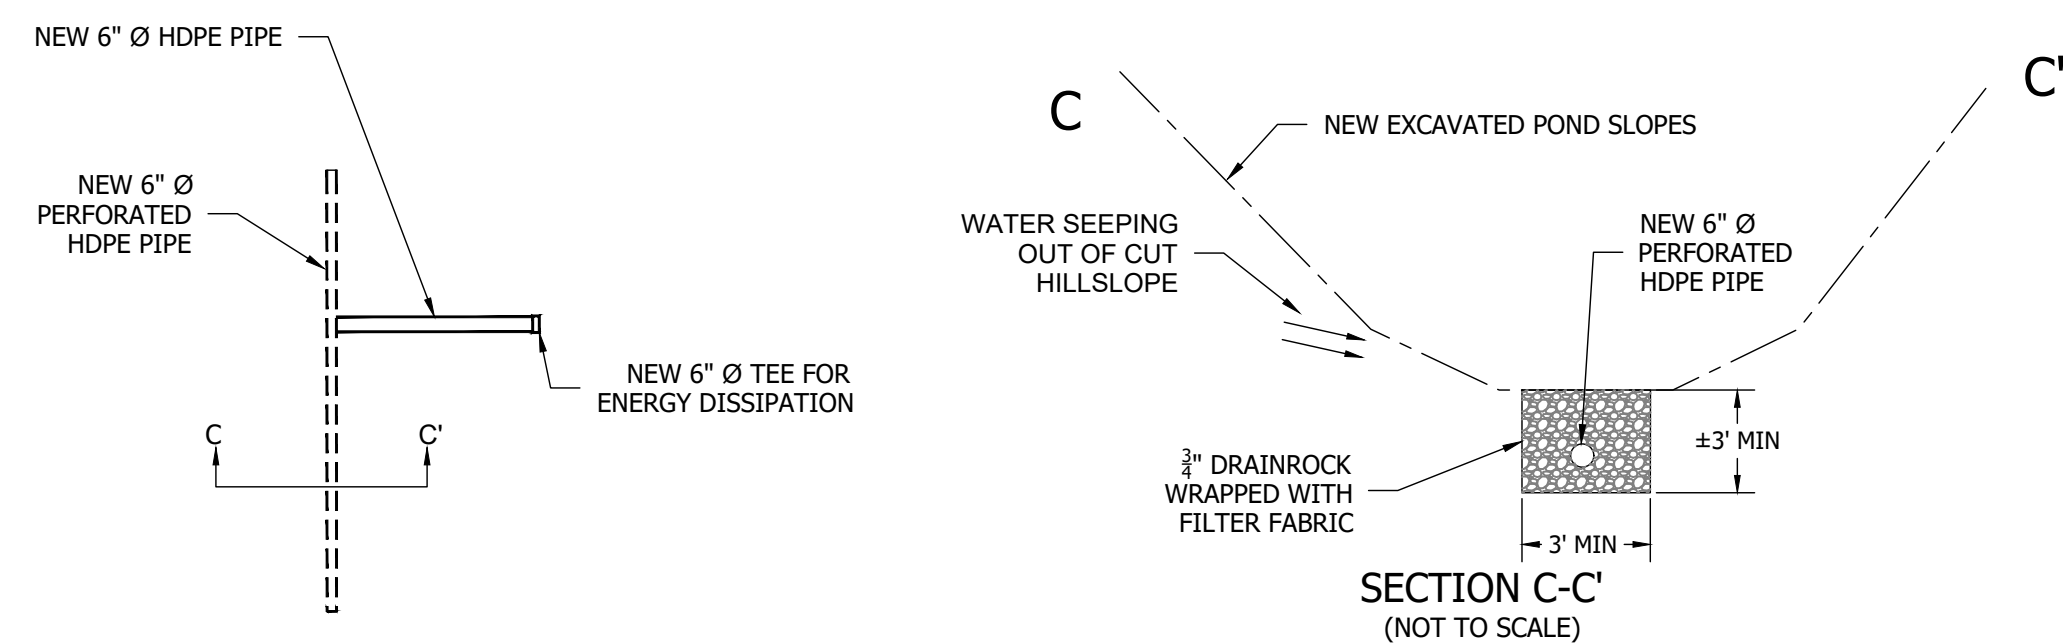 NEW 6" Ø HDPE PIPE
NEW 6" Ø
PERFORATED
HDPE PIPE
NEW 6" Ø TEE FOR
ENERGY DISSIPATION
C
C'
C
C'
NEW EXCAVATED POND SLOPES
WATER SEEPING
OUT OF CUT
HILLSLOPE
NEW 6" Ø
PERFORATED
HDPE PIPE
±3' MIN
3/4" DRAINROCK
WRAPPED WITH
FILTER FABRIC
3' MIN
SECTION C-C'
(NOT TO SCALE)